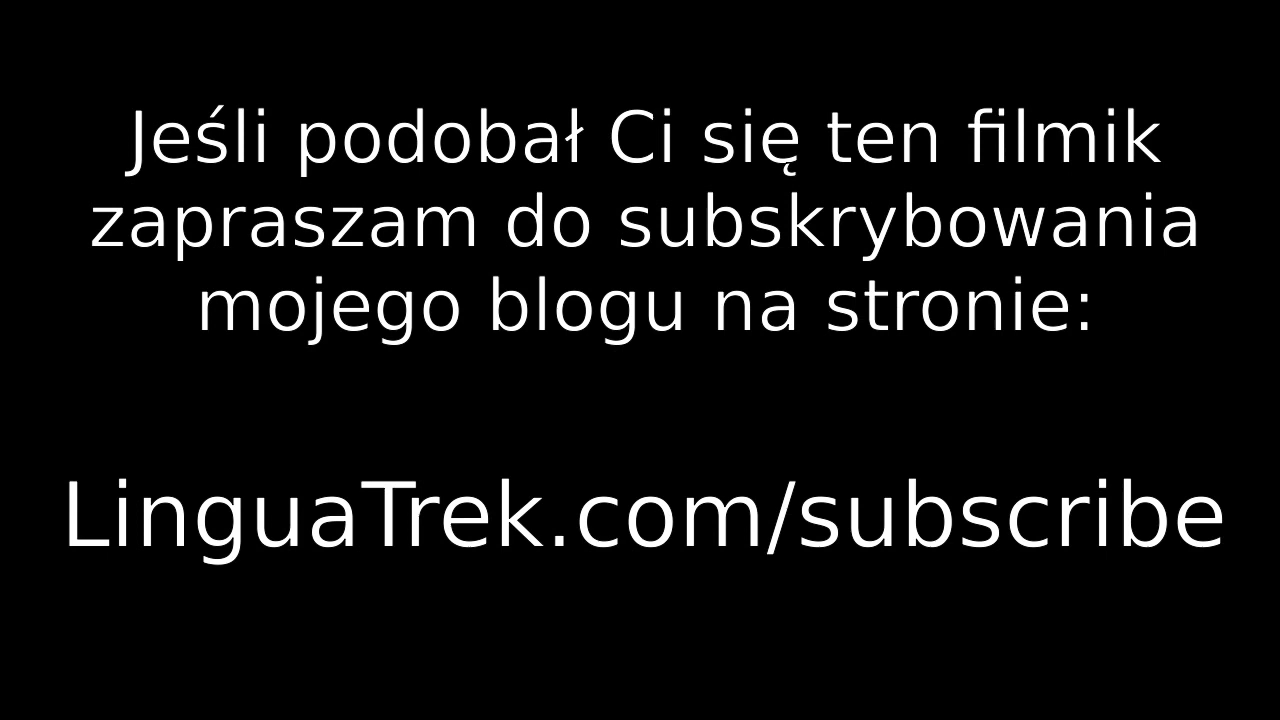 Jeśli podobał Ci się ten filmik
zapraszam do subskrybowania
mojego blogu na stronie:
LinguaTrek.com/subscribe